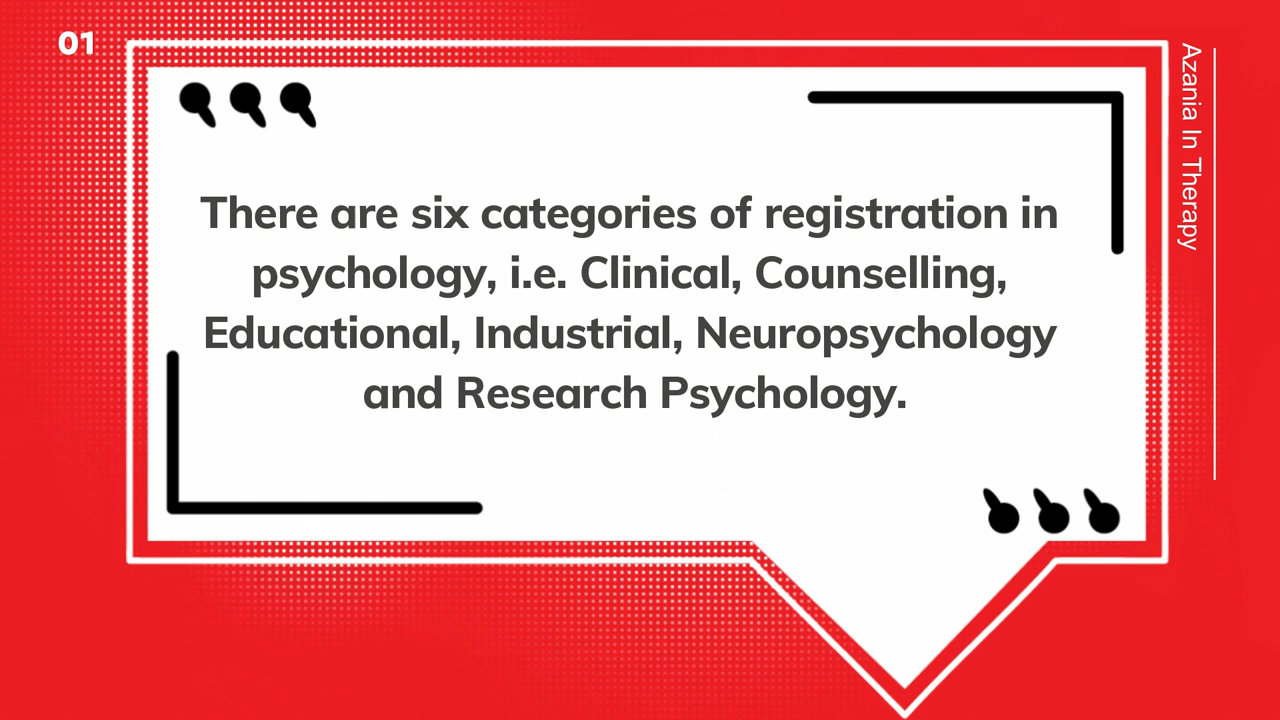 01
There are six categories of registration in
psychology, i.e. Clinical, Counselling,
Educational, Industrial, Neuropsychology
and Research Psychology.
Azania In Therapy